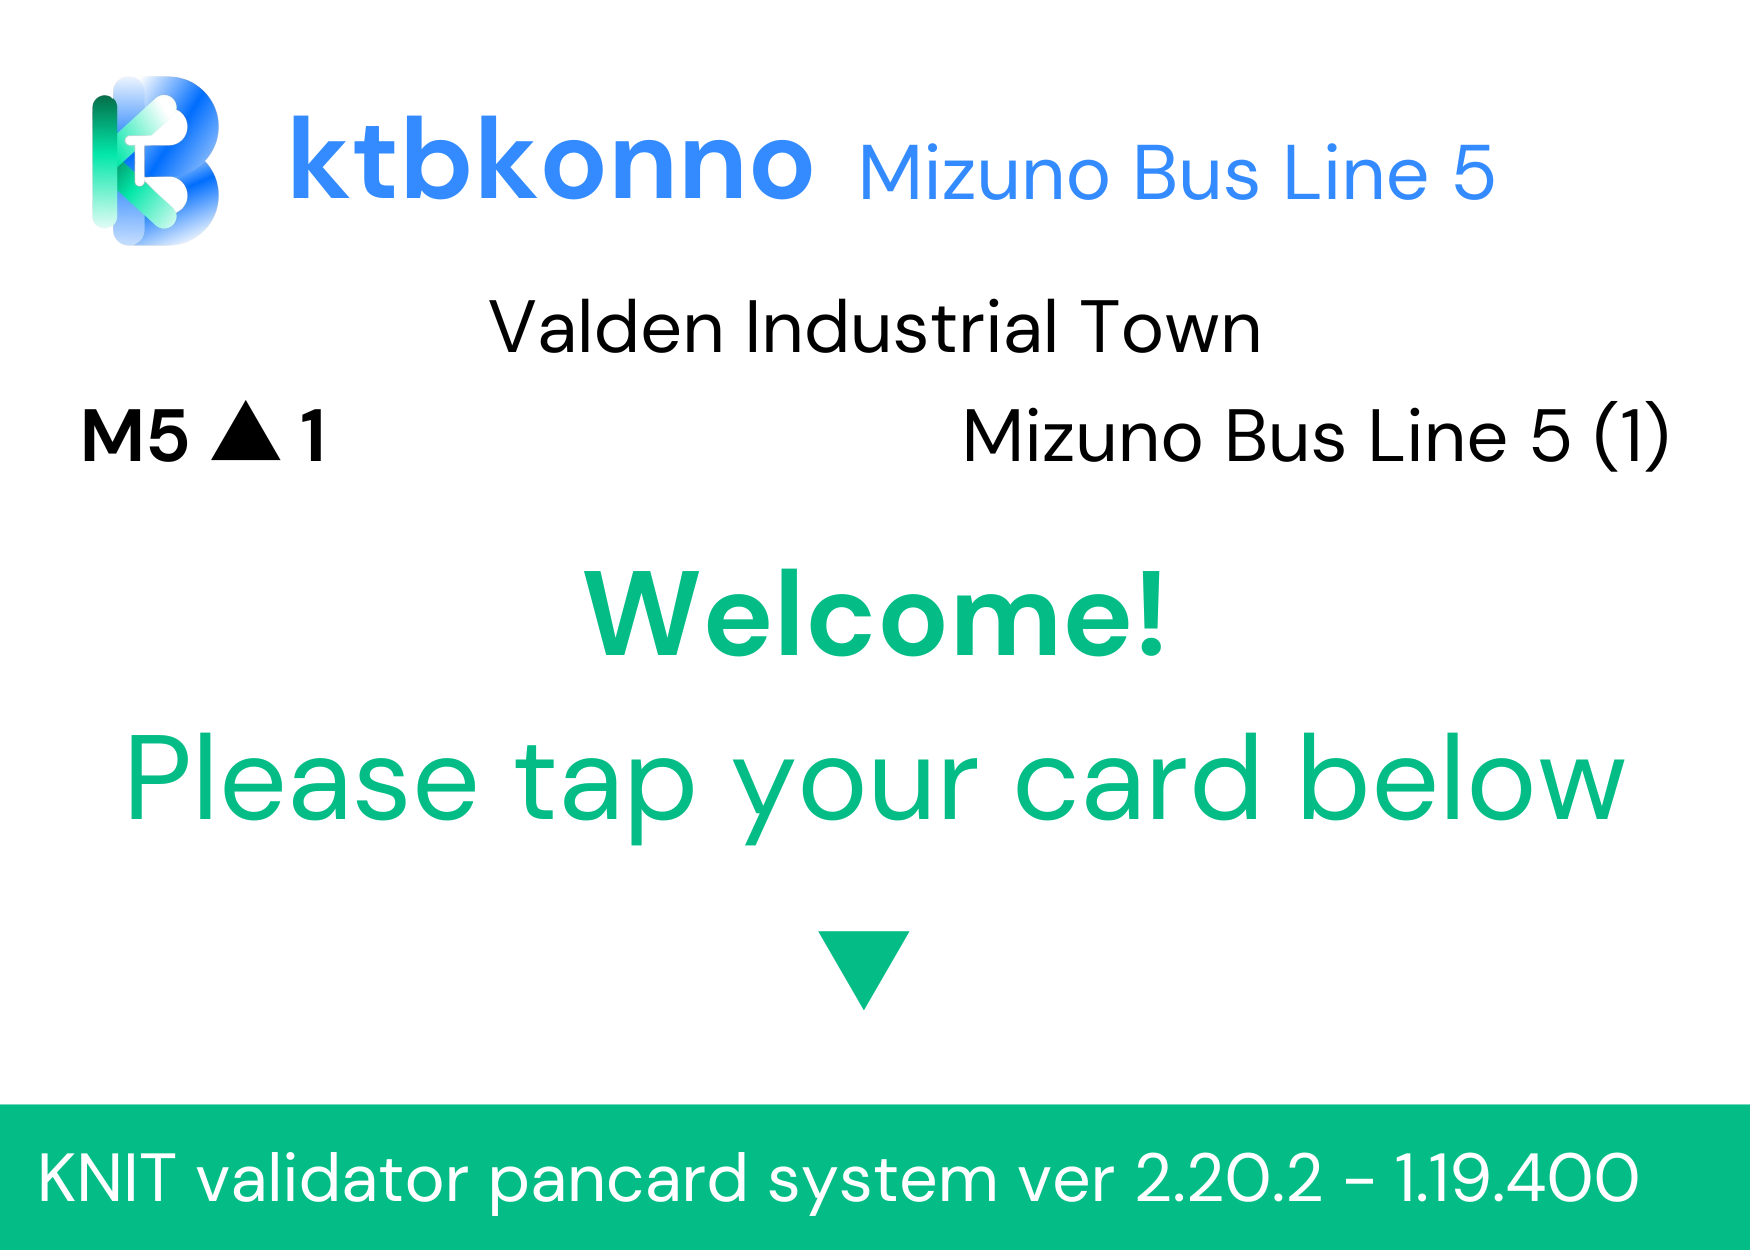 ktbkonno Mizuno Bus Line 5
Valden Industrial Town
M5 ▲ 1 Mizuno Bus Line 5 (1)
Welcome!
Please tap your card below
▼
KNIT validator pancard system ver 2.20.2 - 1.19.400